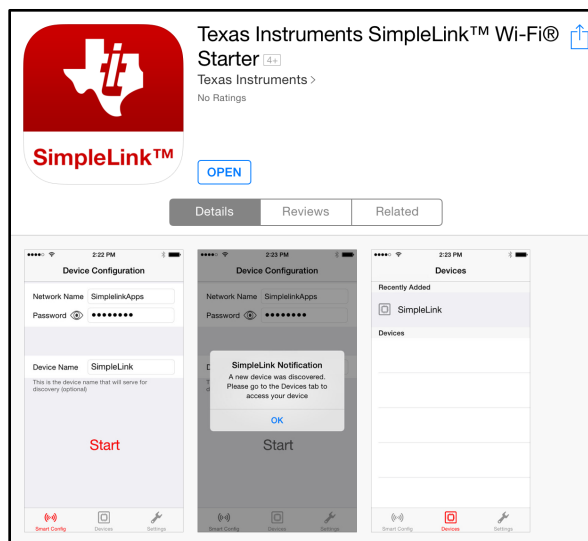 Texas Instruments SimpleLink™ Wi-Fi®
Starter 4+
Texas Instruments >
No Ratings
SimpleLink™
OPEN
Details Reviews Related
2:22 PM
Device Configuration
Network Name SimplelinkApps
Password ••••••••
Device Name SimpleLink
This is the device name that will serve for
discovery (optional)
Start
Smart Config Devices Settings
2:23 PM
Device Configuration
Network Name SimplelinkApps
Password ••••••••
SimpleLink Notification
A new device was discovered.
Please go to the Devices tab to
access your device
OK
Start
Smart Config Devices Settings
2:23 PM
Devices
Recently Added
SimpleLink
Devices
Smart Config Devices Settings